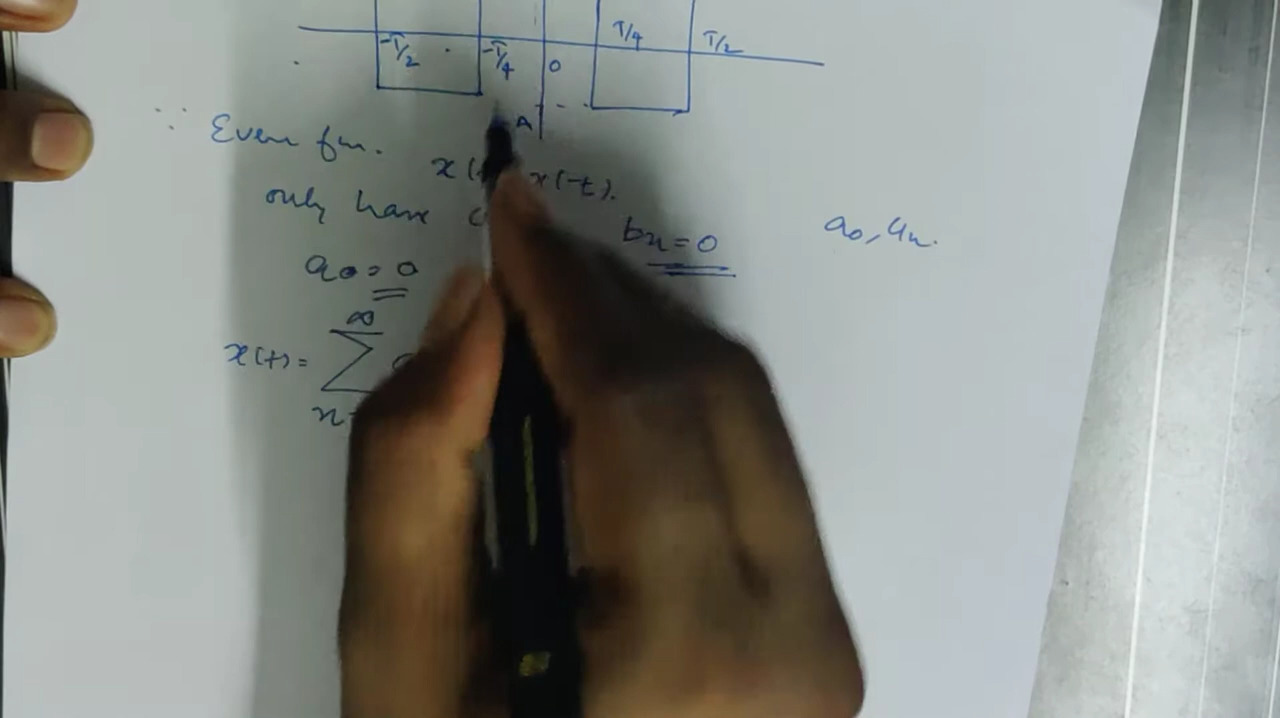 -T/2 -T/4 0 T/4 T/2
A
∵ Even fn. x(t) x(-t).
only have bn=0 a0, an.
a0=0
∞
x(t)= ∑
n